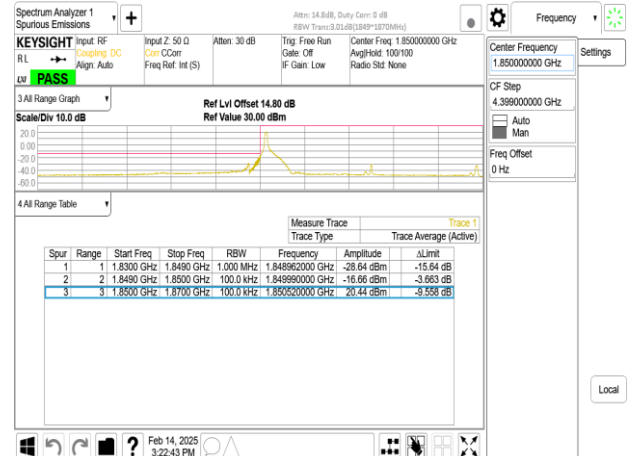 Spectrum Analyzer 1
Spurious Emissions
Attn: 14.8dB, Duty Corr: 0 dB
RBW Trans:3.01dB(1849~1870MHz)
Frequency
KEYSIGHT
R L
LXI
PASS
Input: RF
Coupling: DC
Align: Auto
Input Z: 50 Ω
Corr CCorr
Freq Ref: Int (S)
Atten: 30 dB
Trig: Free Run
Gate: Off
IF Gain: Low
Center Freq: 1.850000000 GHz
Avg|Hold: 100/100
Radio Std: None
Center Frequency
1.850000000 GHz
Settings
CF Step
4.399000000 GHz
Auto
Man
Freq Offset
0 Hz
3 All Range Graph
Scale/Div 10.0 dB
Ref Lvl Offset 14.80 dB
Ref Value 30.00 dBm
20.0
0.00
-20.0
-40.0
-60.0
4 All Range Table
Measure Trace Trace 1
Trace Type Trace Average (Active)
Spur Range Start Freq Stop Freq RBW Frequency Amplitude ΔLimit
1 1 1.8300 GHz 1.8490 GHz 1.000 MHz 1.848962000 GHz -28.64 dBm -15.64 dB
2 2 1.8490 GHz 1.8500 GHz 100.0 kHz 1.849990000 GHz -16.66 dBm -3.663 dB
3 3 1.8500 GHz 1.8700 GHz 100.0 kHz 1.850520000 GHz 20.44 dBm -9.558 dB
Local
?
Feb 14, 2025
3:22:43 PM